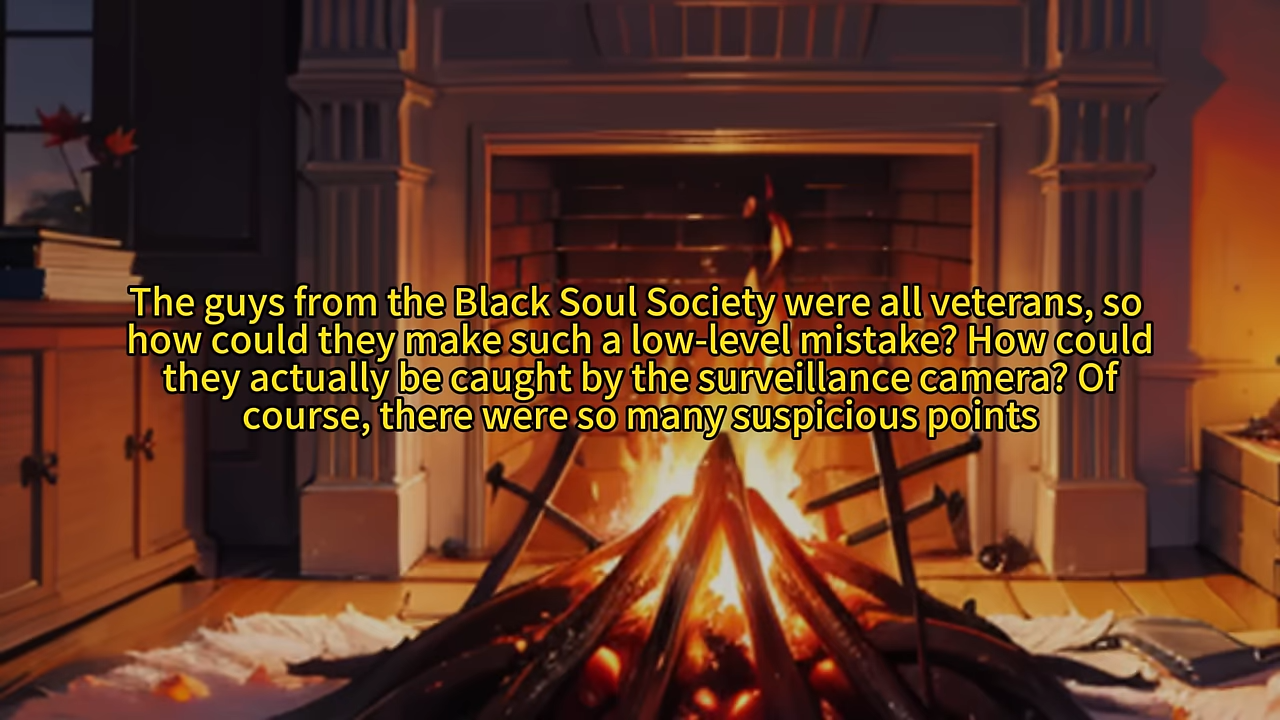 The guys from the Black Soul Society were all veterans, so
how could they make such a low-level mistake? How could
they actually be caught by the surveillance camera? Of
course, there were so many suspicious points